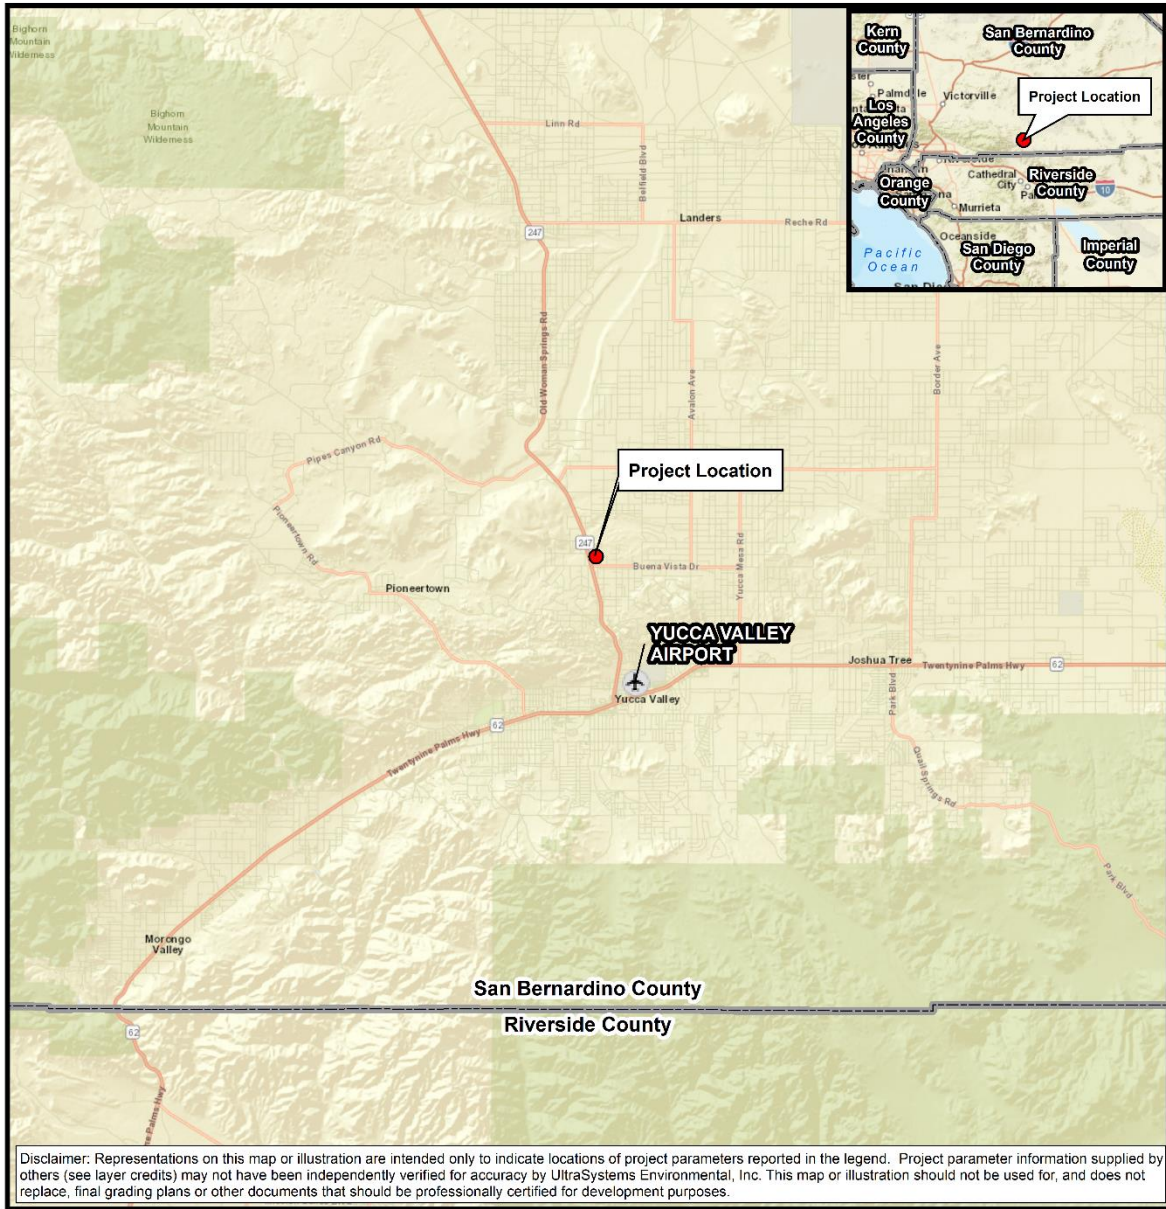 Bighorn
Mountain
Wilderness
Bighorn
Mountain
Wilderness
Linn Rd
Belfield Blvd
Landers
Reche Rd
247
Old Woman Springs Rd
Avalon Ave
Border Ave
Pipes Canyon Rd
Project Location
Pioneertown Rd
247
Buena Vista Dr
Yucca Mesa Rd
Pioneertown
YUCCA VALLEY
AIRPORT
Joshua Tree
Twentynine Palms Hwy
62
Yucca Valley
Park Blvd
62
Twentynine Palms Hwy
Quail Springs Rd
Park Blvd
Morongo
Valley
San Bernardino County
Riverside County
62
ne Palms Hwy
Kern
County
San Bernardino
County
Palmdale
Victorville
Project Location
Los
Angeles
County
Riverside
County
Cathedral
City
10
Orange
County
Murrieta
Oceanside
Pacific
Ocean
San Diego
County
Imperial
County
Disclaimer: Representations on this map or illustration are intended only to indicate locations of project parameters reported in the legend. Project parameter information supplied by
others (see layer credits) may not have been independently verified for accuracy by UltraSystems Environmental, Inc. This map or illustration should not be used for, and does not
replace, final grading plans or other documents that should be professionally certified for development purposes.